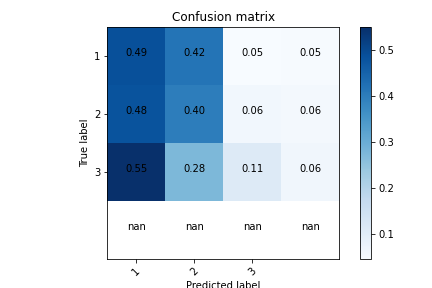 Confusion matrix
1 0.49 0.42 0.05 0.05
2 0.48 0.40 0.06 0.06
3 0.55 0.28 0.11 0.06
nan nan nan nan
1 2 3
True label
Predicted label
0.5
0.4
0.3
0.2
0.1